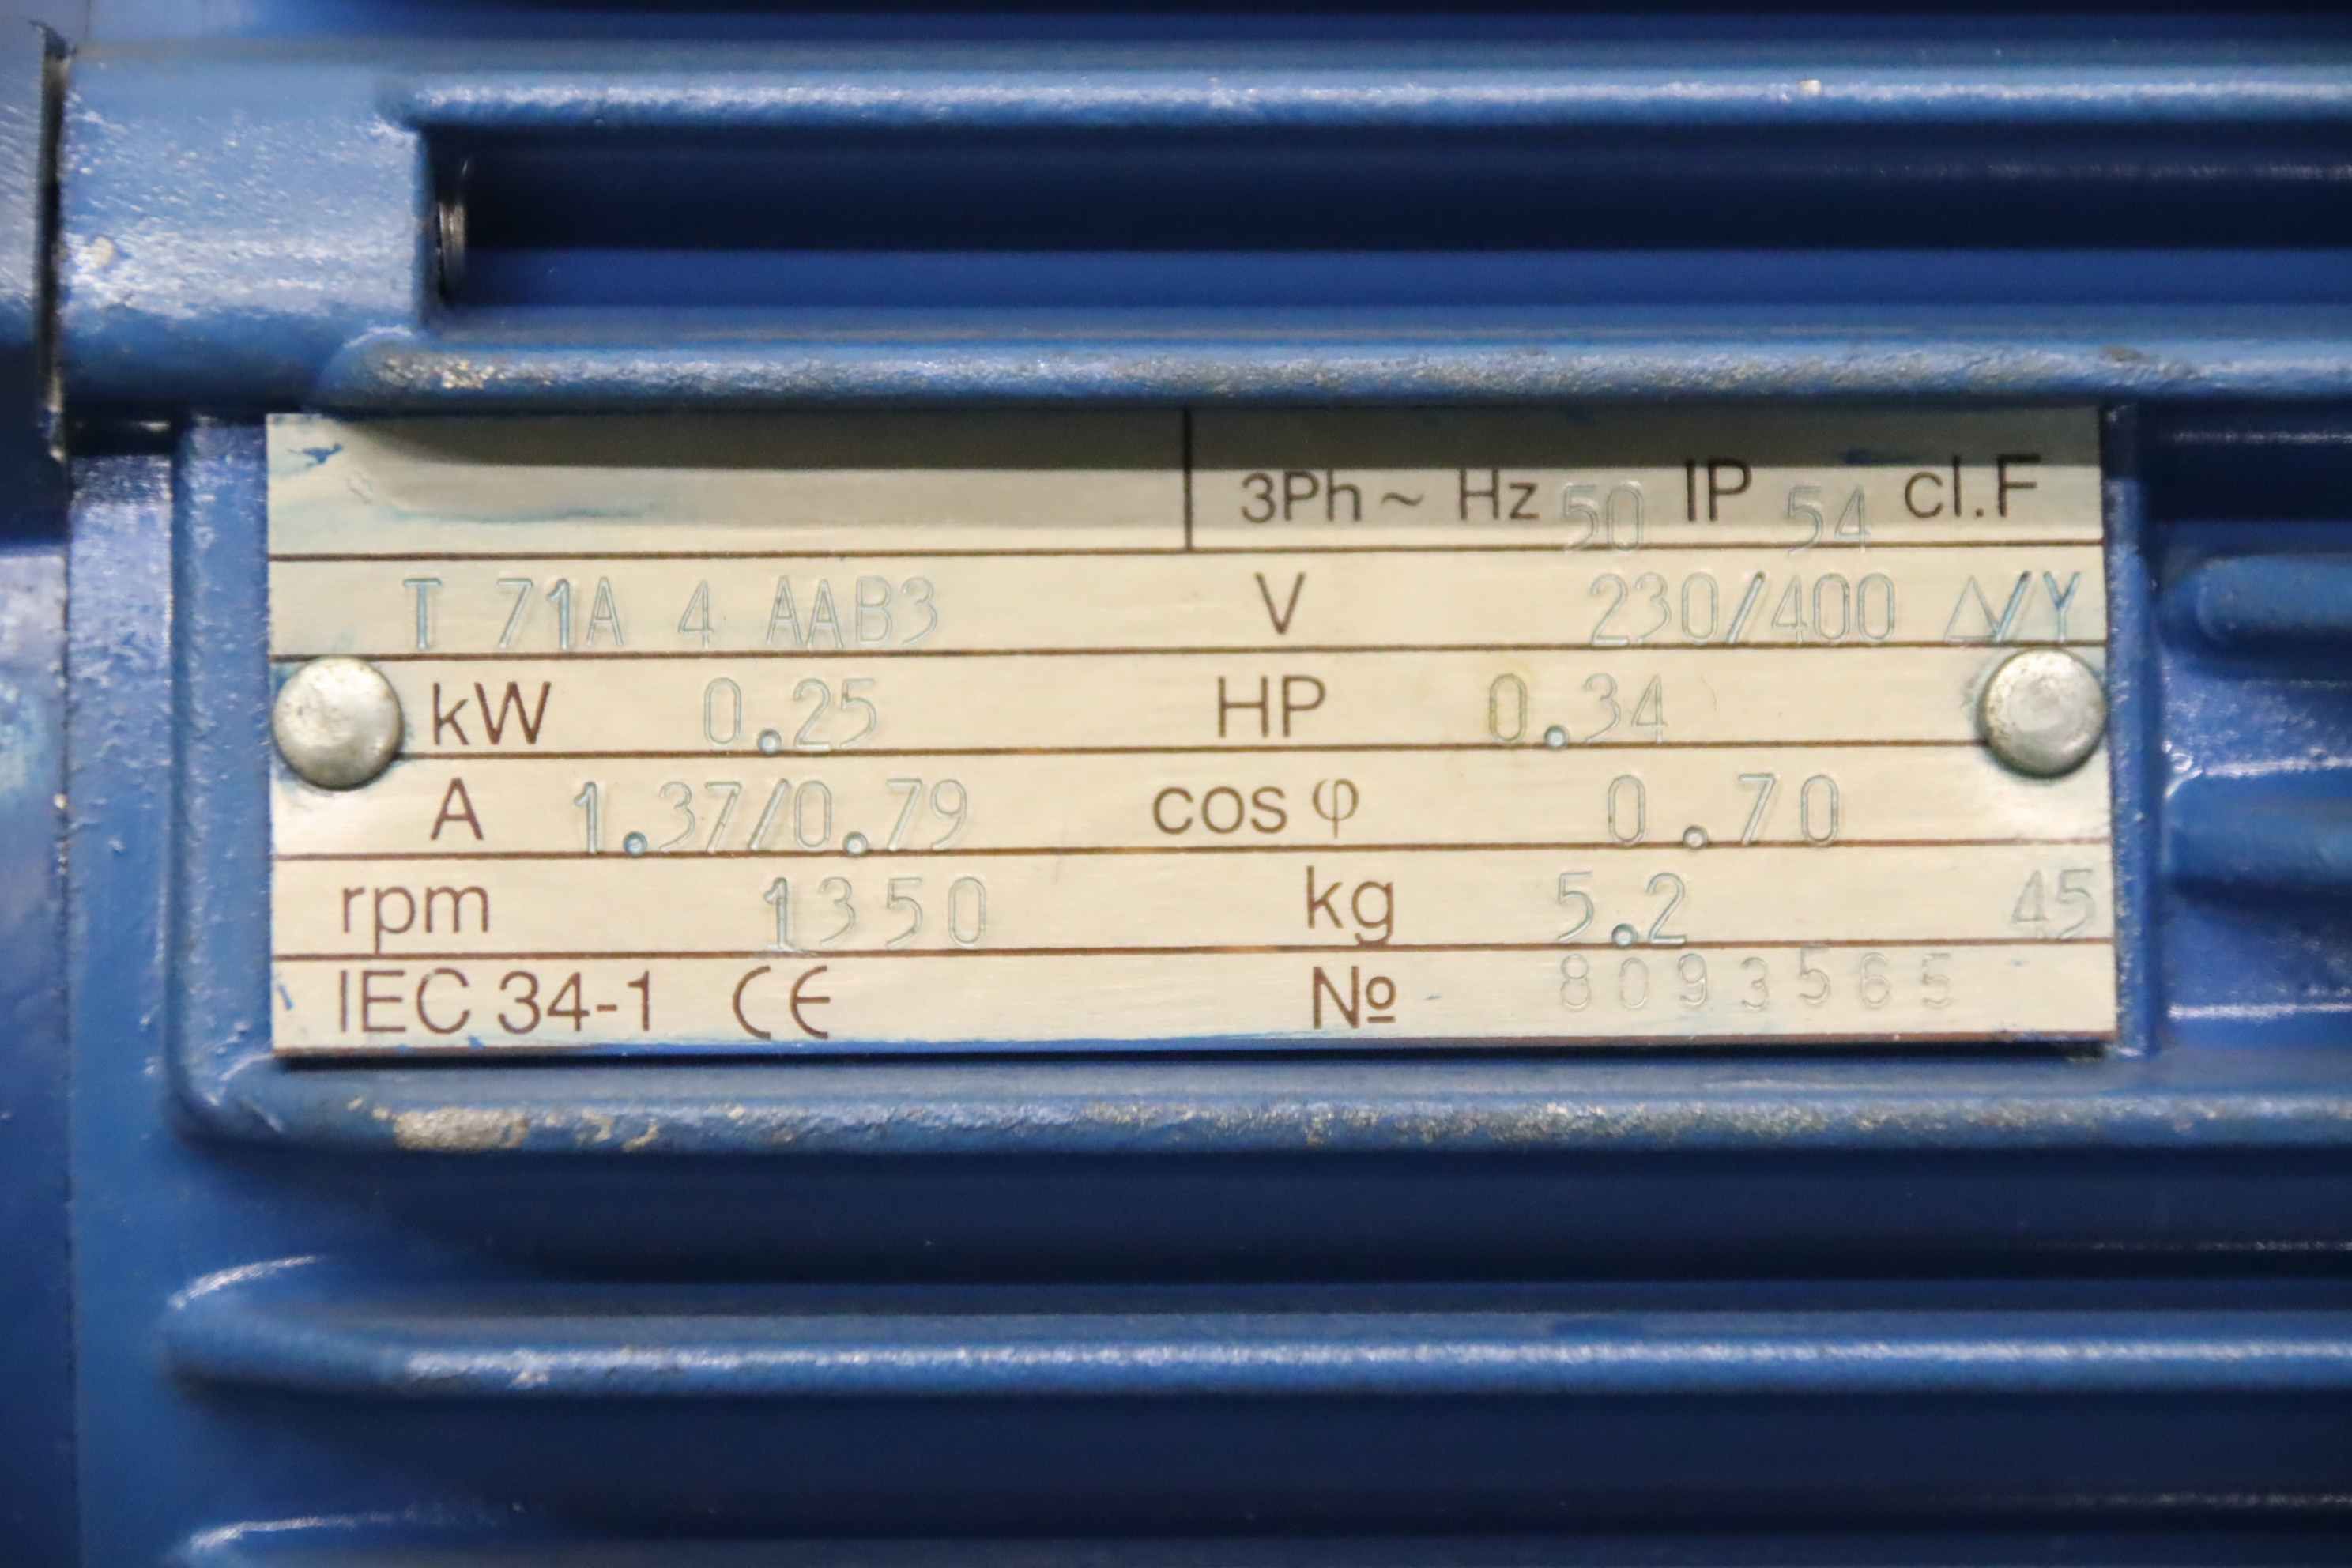 3Ph ~ Hz 50 IP 54 cl.F
T 71A 4 AAB3 V 230/400 Δ/Y
kW 0.25 HP 0.34
A 1.37/0.79 cos φ 0.70
rpm 1350 kg 5.2 45
IEC 34-1 CE Nº 8093565